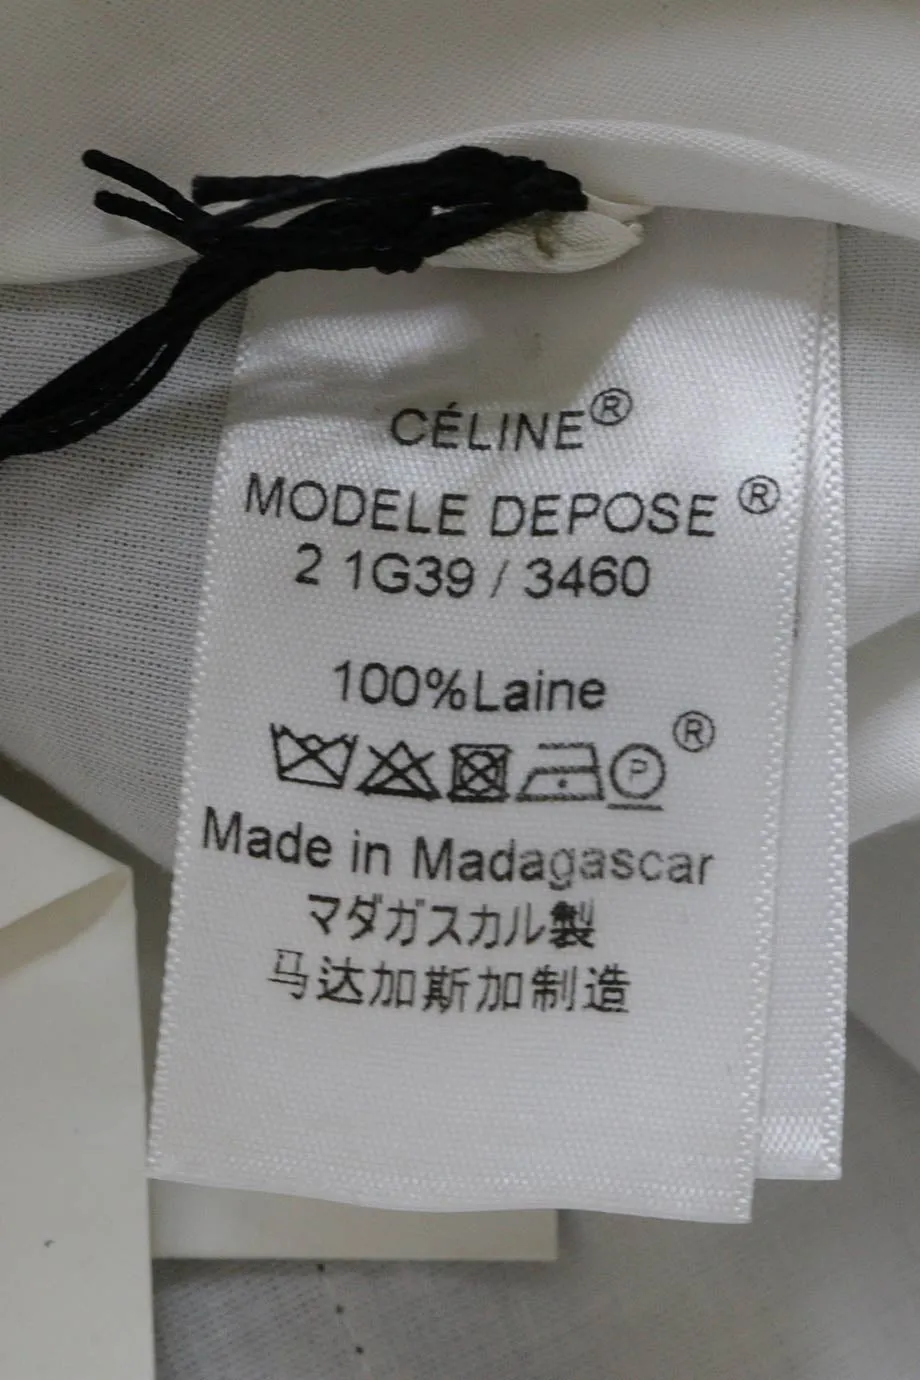 CÉLINE®
MODELE DEPOSE ®
2 1G39 / 3460
100%Laine
P ®
Made in Madagascar
マダガスカル製
马达加斯加制造